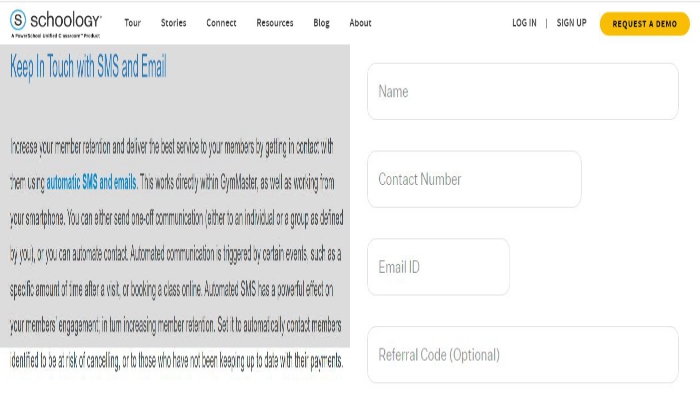 S schoology®
A PowerSchool Unified Classroom™ Product
Tour Stories Connect Resources Blog About
LOG IN | SIGN UP REQUEST A DEMO
Keep In Touch with SMS and Email
Increase your member retention and deliver the best service to your members by getting in contact with
them using automatic SMS and emails. This works directly within GymMaster, as well as working from
your smartphone. You can either send one-off communication (either to an individual or a group as defined
by you), or you can automate contact. Automated communication is triggered by certain events, such as a
specific amount of time after a visit, or booking a class online. Automated SMS has a powerful effect on
your members' engagement; in turn increasing member retention. Set it to automatically contact members
identified to be at risk of cancelling, or to those who have not been keeping up to date with their payments.
Name
Contact Number
Email ID
Referral Code (Optional)